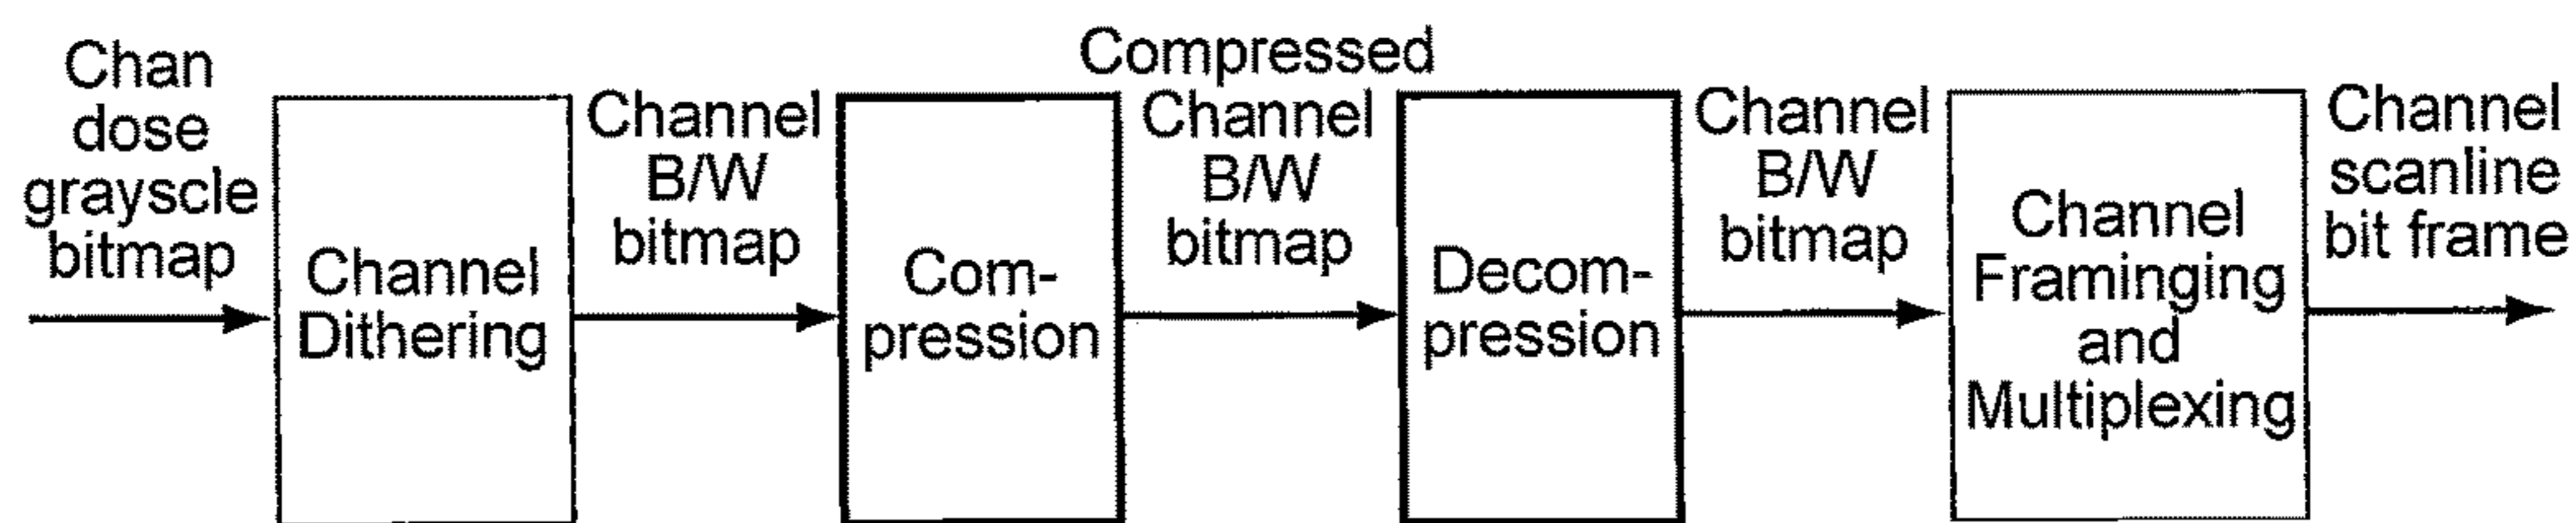 Chan
dose
grayscle
bitmap
Channel
Dithering
Channel
B/W
bitmap
Com-
pression
Compressed
Channel
B/W
bitmap
Decom-
pression
Channel
B/W
bitmap
Channel
Framinging
and
Multiplexing
Channel
scanline
bit frame